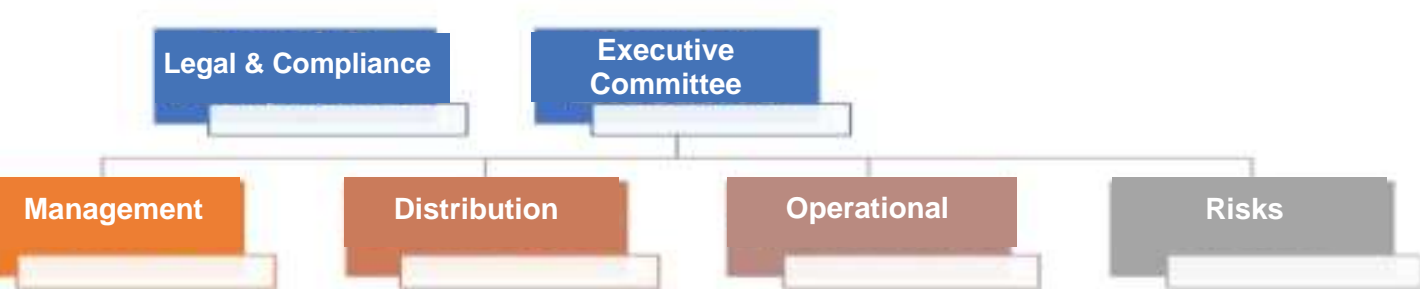 Legal & Compliance
Executive
Committee
Management
Distribution
Operational
Risks